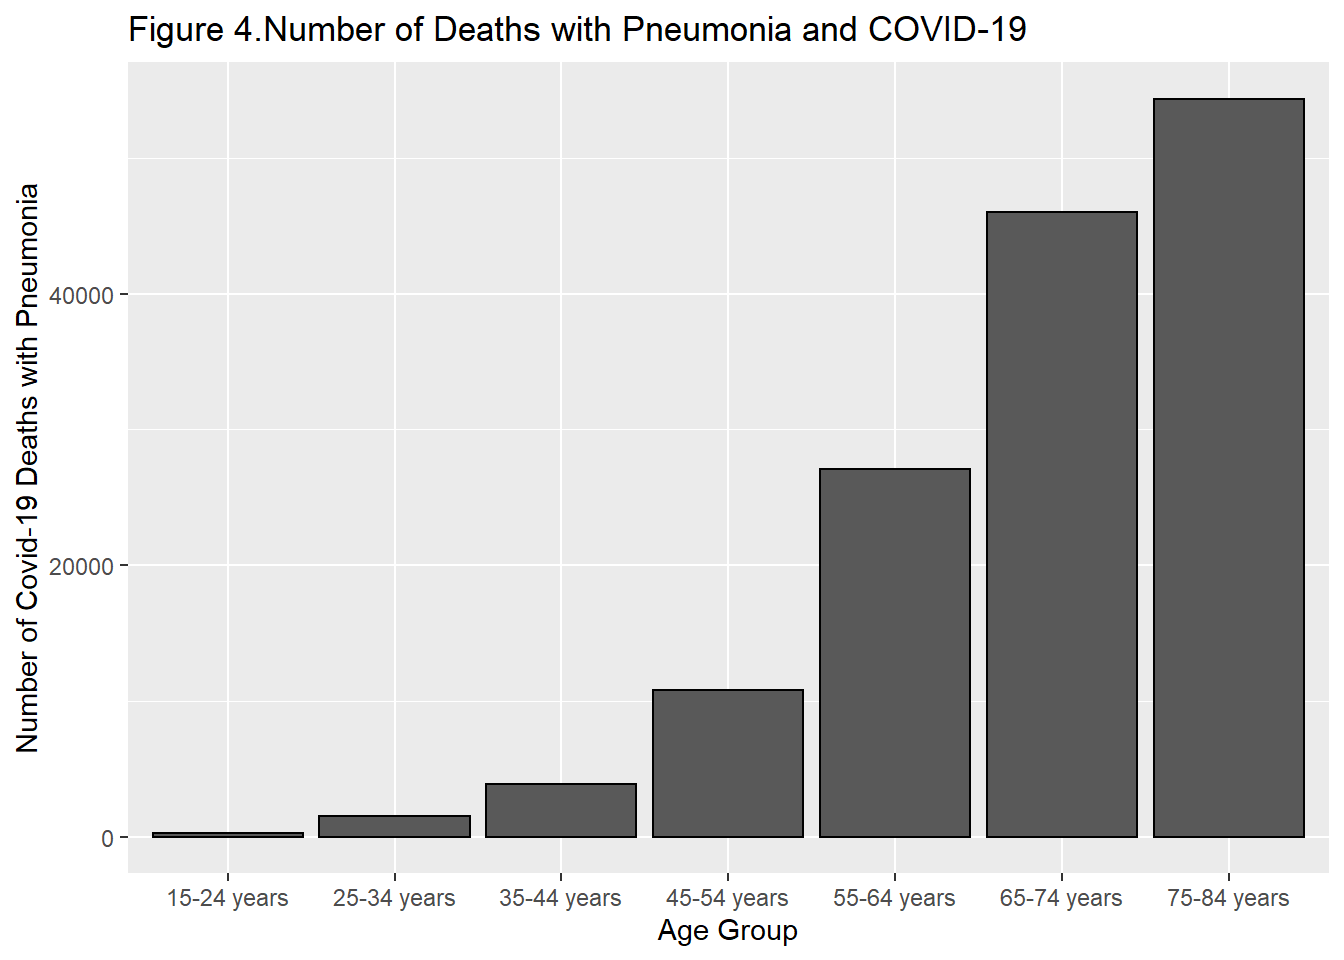 Figure 4.Number of Deaths with Pneumonia and COVID-19
Number of Covid-19 Deaths with Pneumonia
40000
20000
0
15-24 years
25-34 years
35-44 years
45-54 years
55-64 years
65-74 years
75-84 years
Age Group